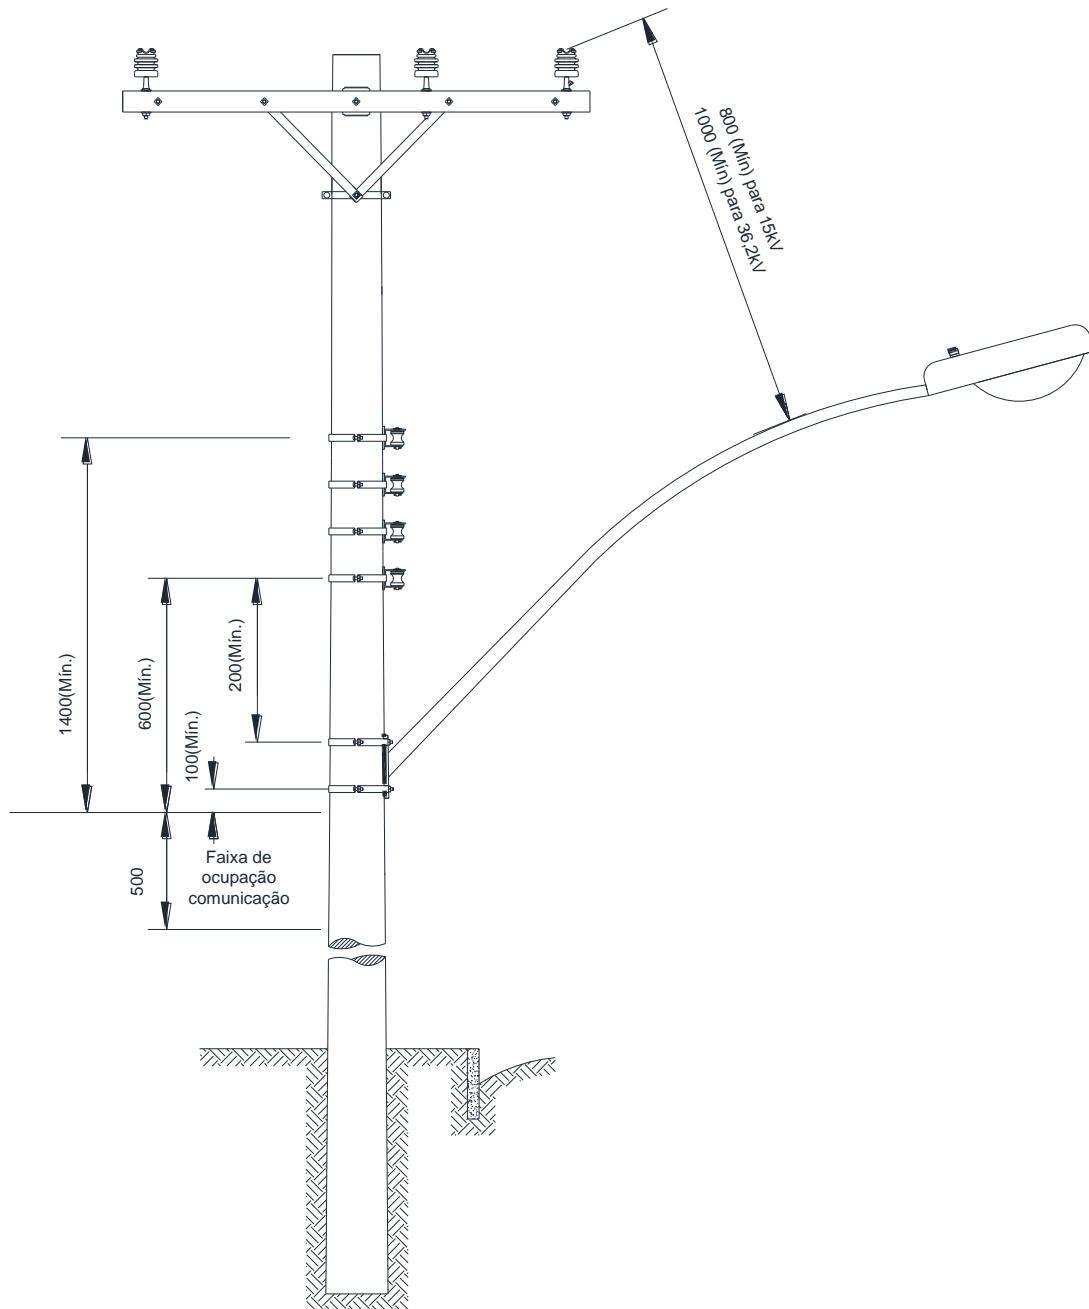 800 (Mín) para 15kV
1000 (Mín) para 36,2kV
1400(Mín.)
600(Mín.)
200(Mín.)
100(Mín.)
500
Faixa de
ocupação
comunicação